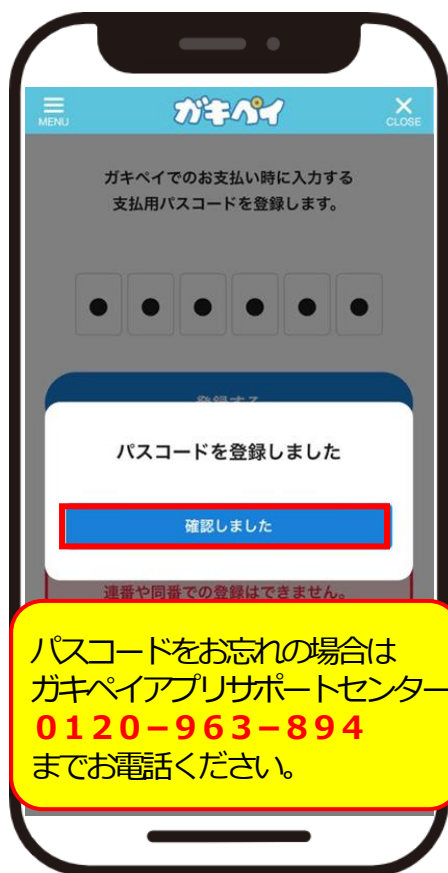 MENU
ガキペイ
CLOSE
ガキペイでのお支払い時に入力する
支払用パスコードを登録します。
登録する
パスコードを登録しました
確認しました
連番や同番での登録はできません。
パスコードをお忘れの場合は
ガキペイアプリサポートセンター
０１２０－９６３－８９４
までお電話ください。